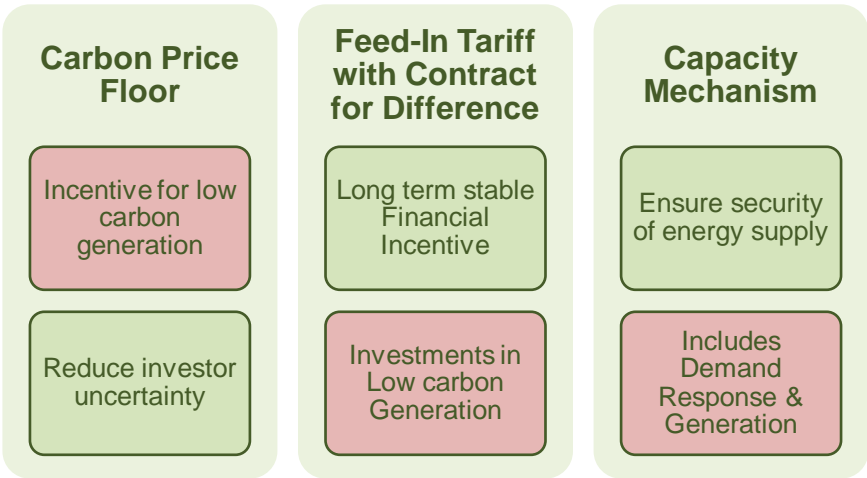 Carbon Price
Floor
Incentive for low
carbon
generation
Reduce investor
uncertainty
Feed-In Tariff
with Contract
for Difference
Long term stable
Financial
Incentive
Investments in
Low carbon
Generation
Capacity
Mechanism
Ensure security
of energy supply
Includes
Demand
Response &
Generation